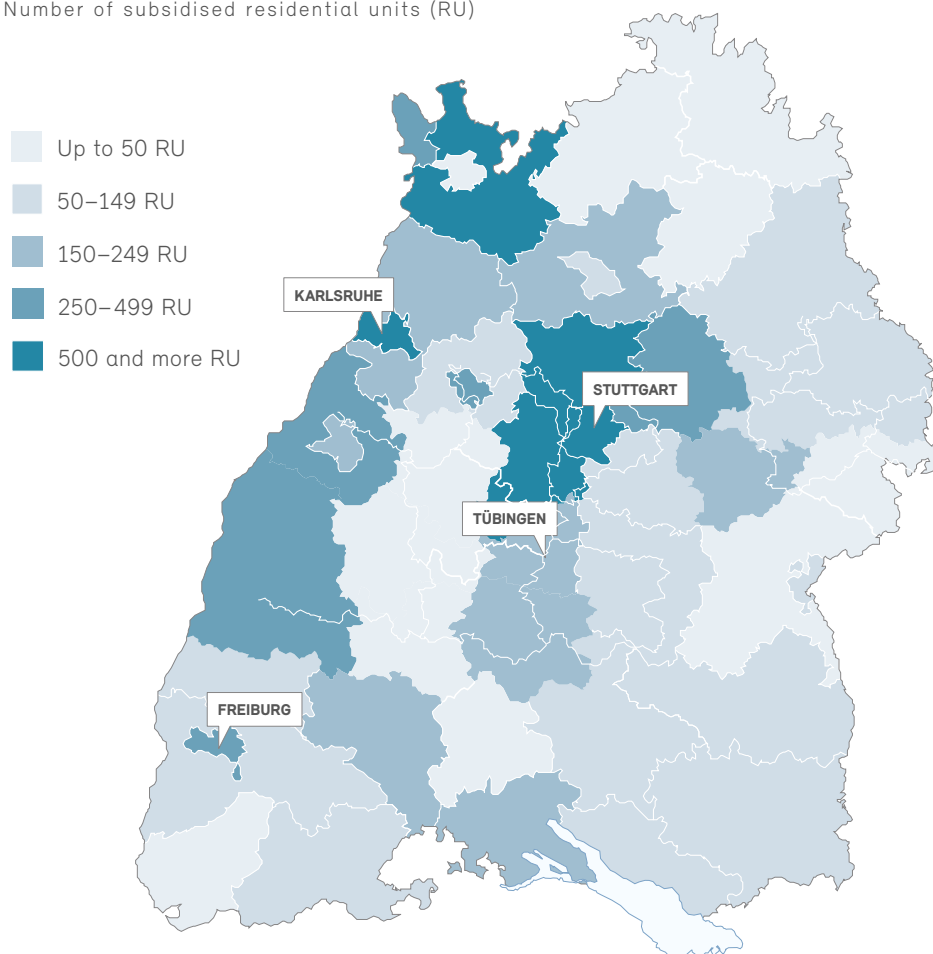 Number of subsidised residential units (RU)
Up to 50 RU
50–149 RU
150–249 RU
250–499 RU
500 and more RU
KARLSRUHE
STUTTGART
TÜBINGEN
FREIBURG